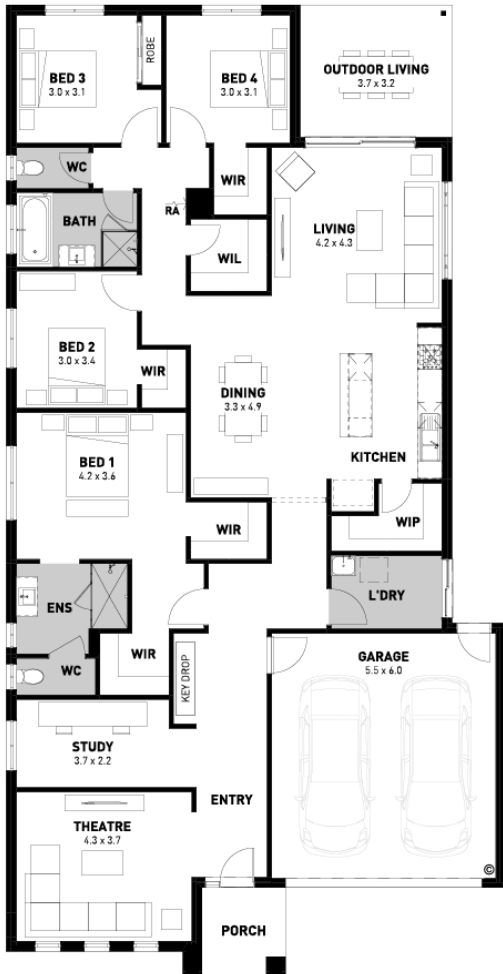 BED 3
3.0 x 3.1
ROBE
BED 4
3.0 x 3.1
OUTDOOR LIVING
3.7 x 3.2
WC
WIR
BATH
RA
WIL
LIVING
4.2 x 4.3
BED 2
3.0 x 3.4
WIR
DINING
3.3 x 4.9
KITCHEN
BED 1
4.2 x 3.6
WIR
WIP
ENS
L'DRY
WC
WIR
KEY DROP
GARAGE
5.5 x 6.0
STUDY
3.7 x 2.2
ENTRY
THEATRE
4.3 x 3.7
©
PORCH